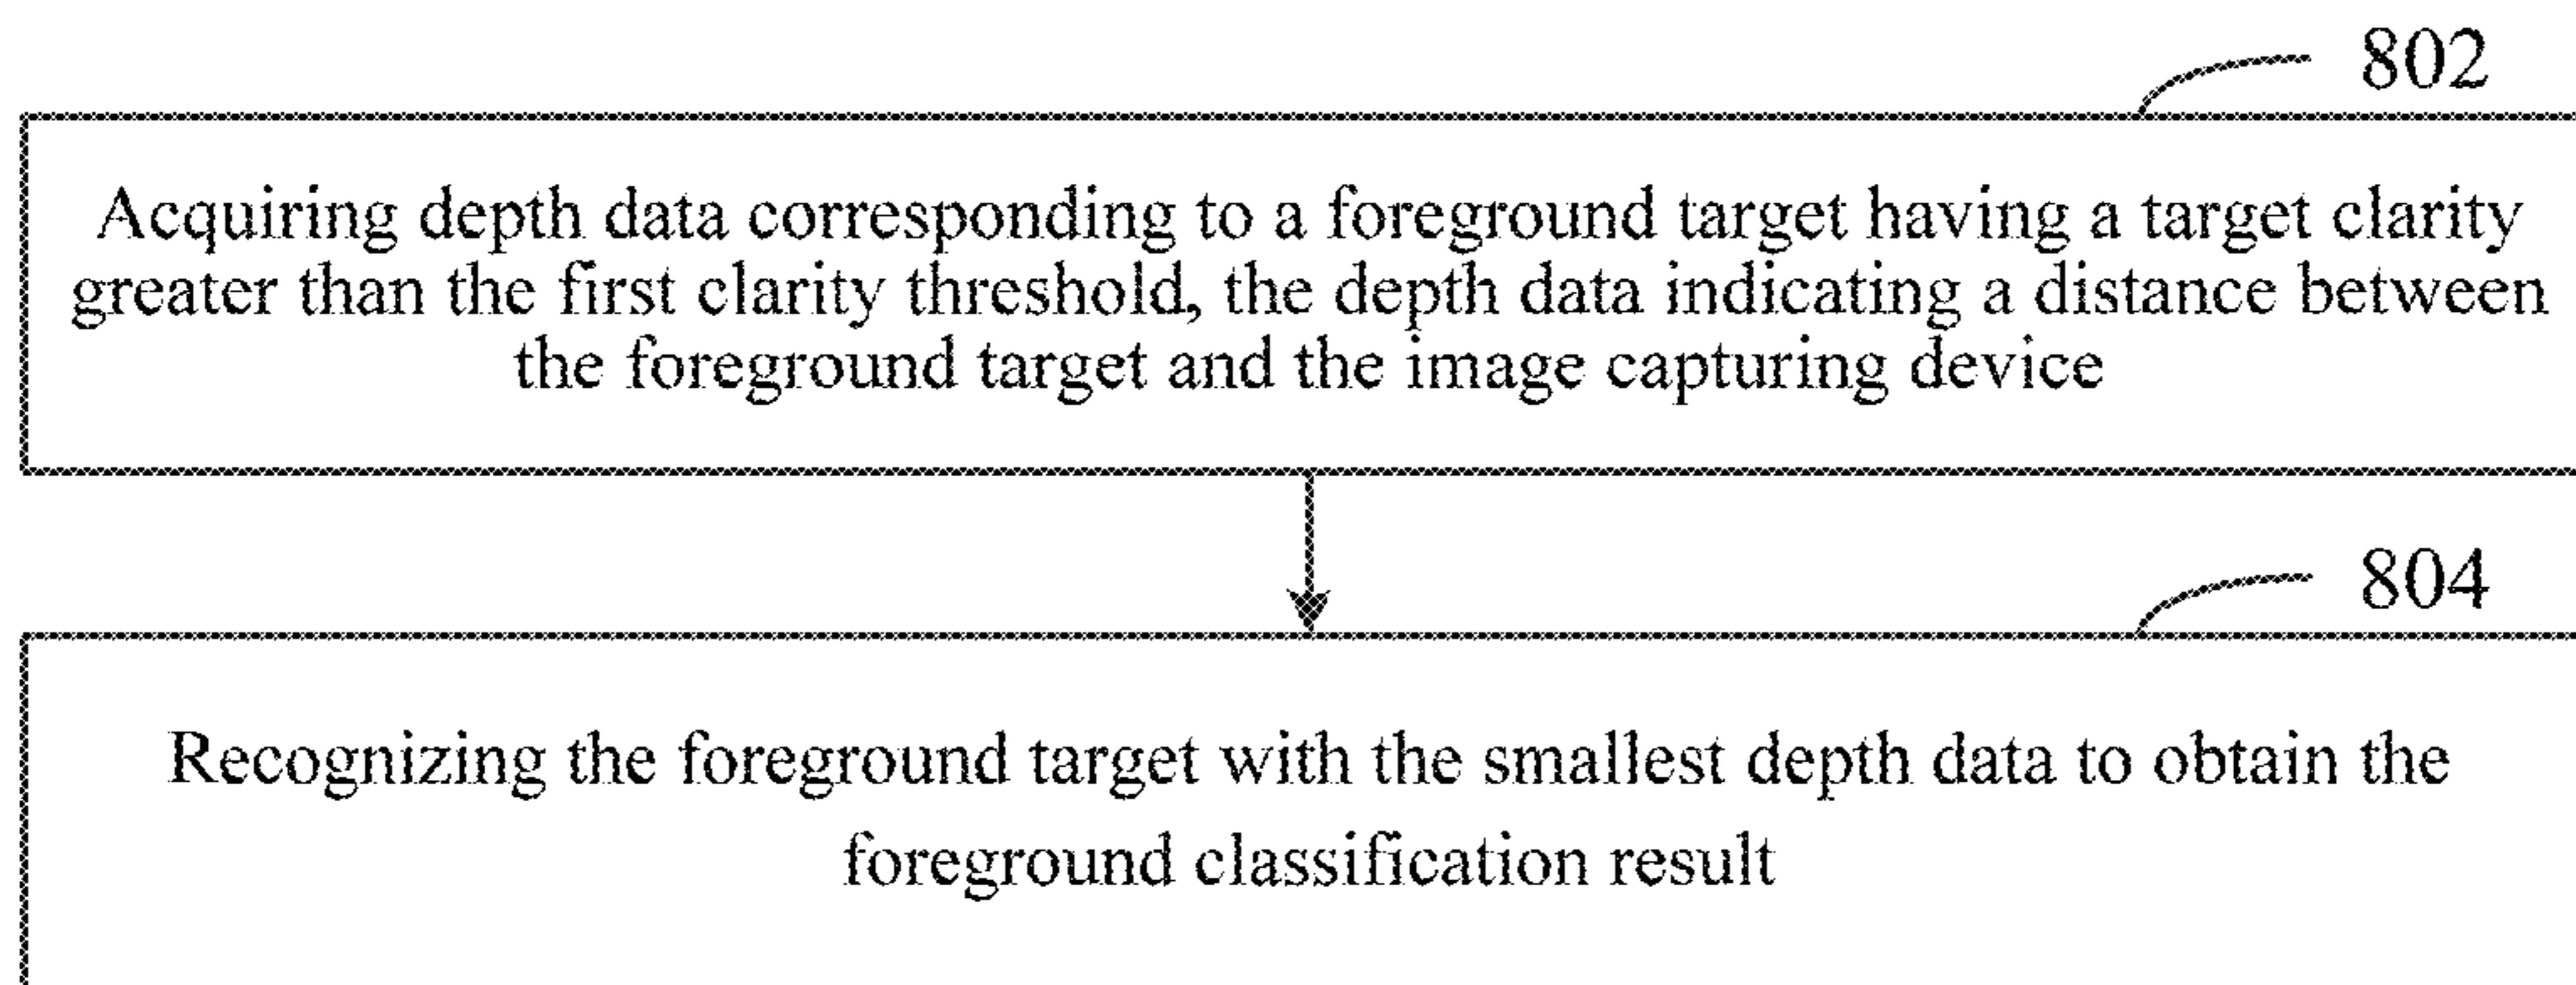 802
Acquiring depth data corresponding to a foreground target having a target clarity
greater than the first clarity threshold, the depth data indicating a distance between
the foreground target and the image capturing device
804
Recognizing the foreground target with the smallest depth data to obtain the
foreground classification result